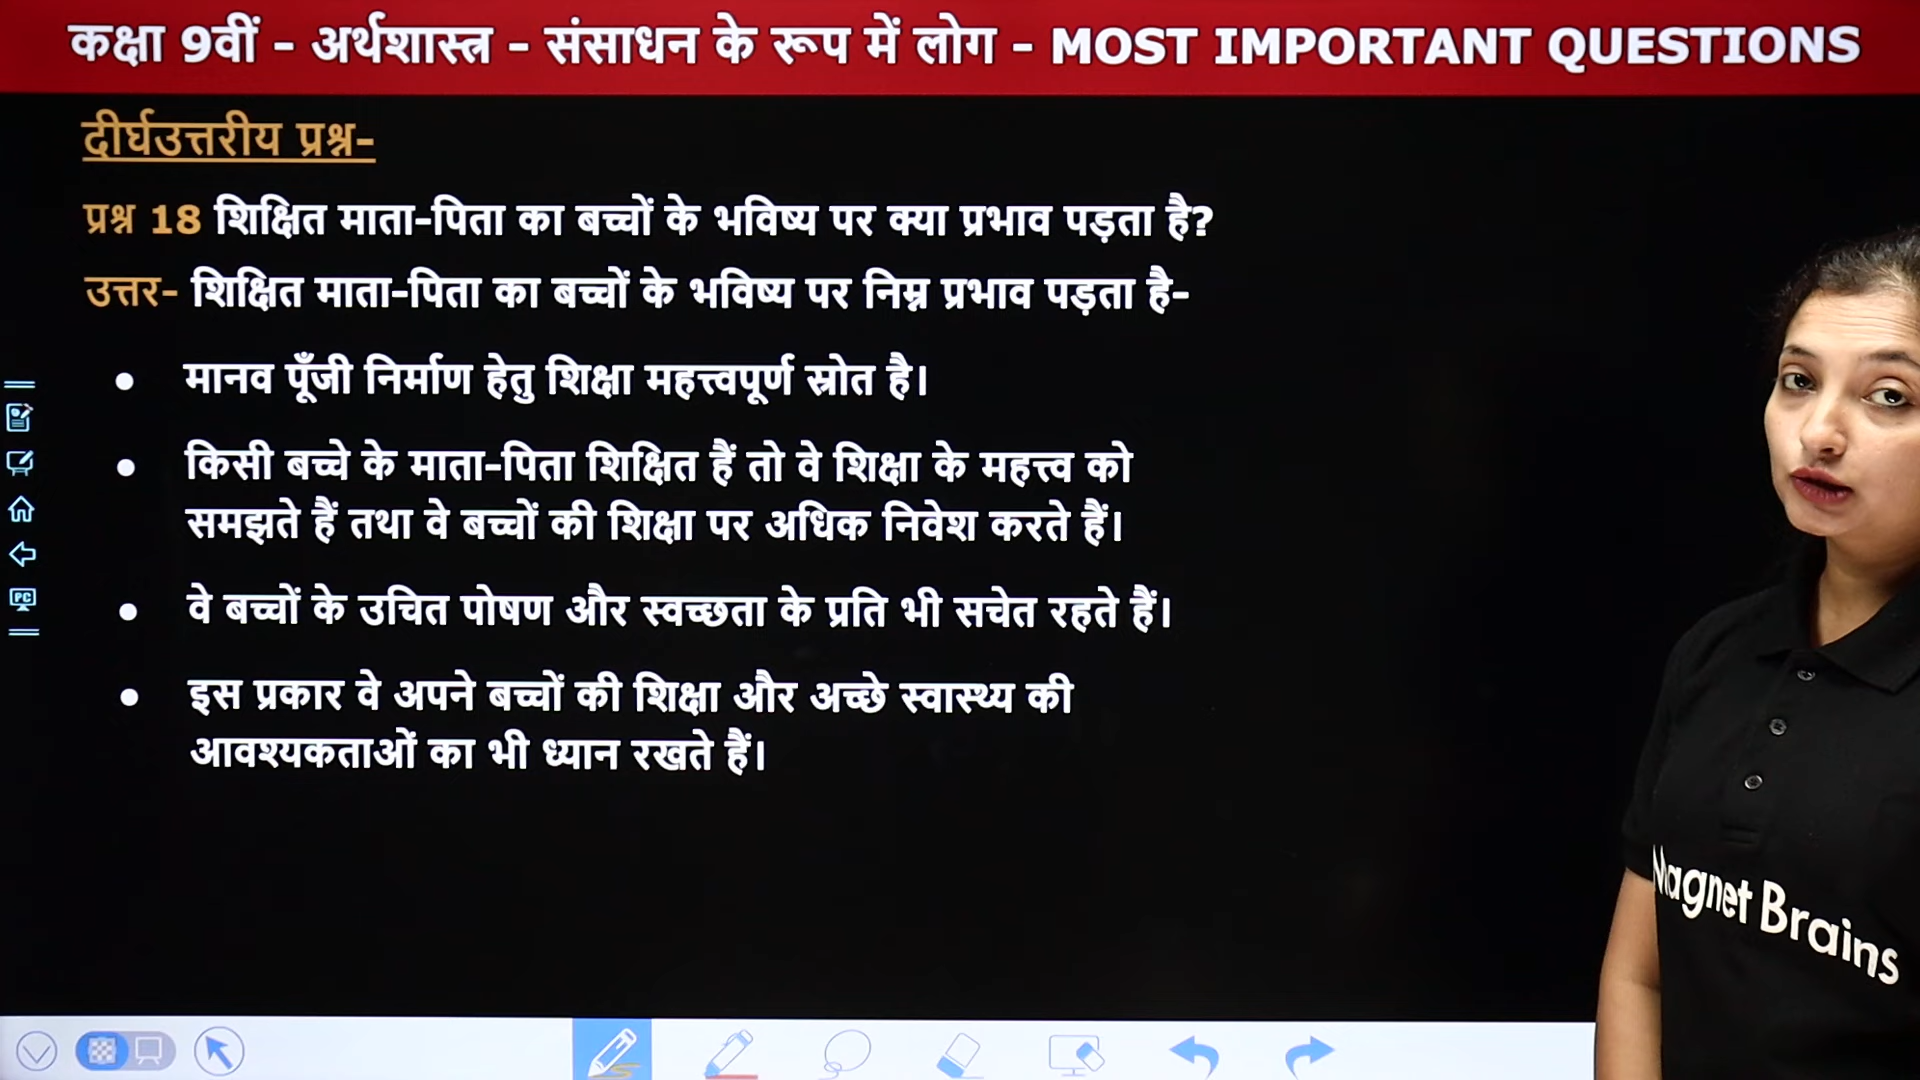 कक्षा 9वीं - अर्थशास्त्र - संसाधन के रूप में लोग - MOST IMPORTANT QUESTIONS
दीर्घउत्तरीय प्रश्न-
प्रश्न 18 शिक्षित माता-पिता का बच्चों के भविष्य पर क्या प्रभाव पड़ता है?
उत्तर- शिक्षित माता-पिता का बच्चों के भविष्य पर निम्न प्रभाव पड़ता है-
● मानव पूँजी निर्माण हेतु शिक्षा महत्त्वपूर्ण स्रोत है।
● किसी बच्चे के माता-पिता शिक्षित हैं तो वे शिक्षा के महत्त्व को
समझते हैं तथा वे बच्चों की शिक्षा पर अधिक निवेश करते हैं।
● वे बच्चों के उचित पोषण और स्वच्छता के प्रति भी सचेत रहते हैं।
● इस प्रकार वे अपने बच्चों की शिक्षा और अच्छे स्वास्थ्य की
आवश्यकताओं का भी ध्यान रखते हैं।
PC
Magnet Brains